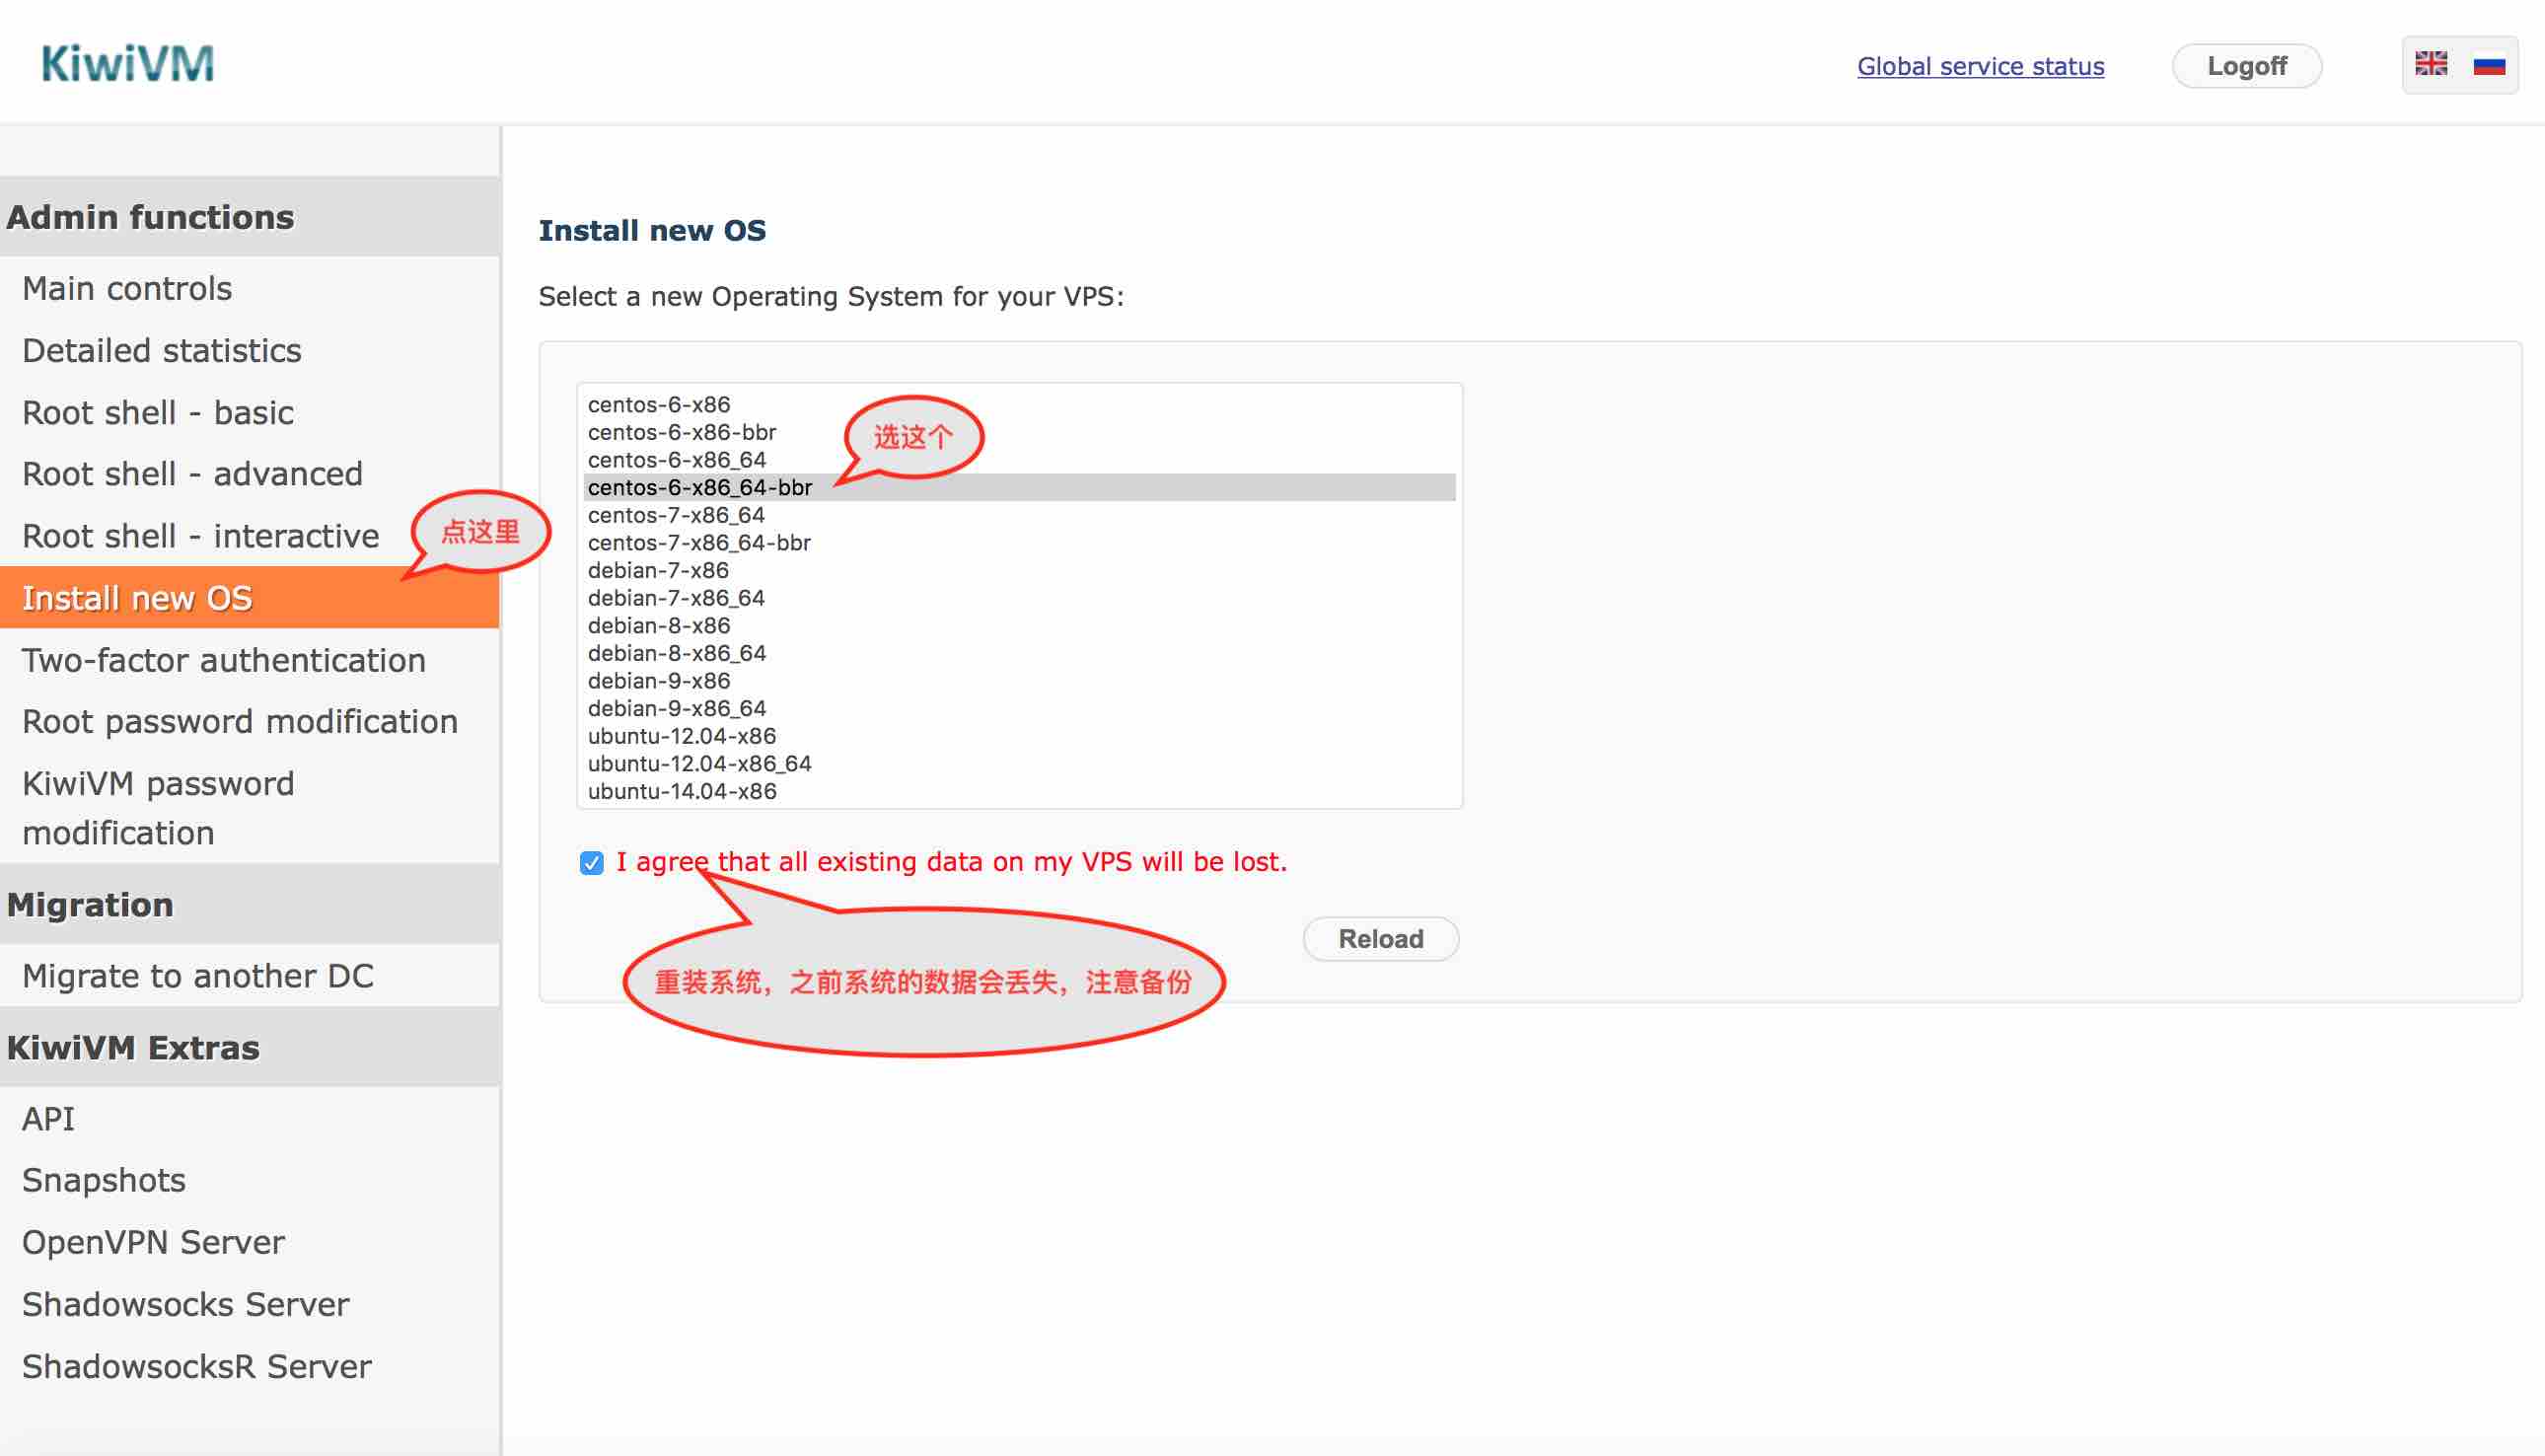 KiwiVM
Global service status
Logoff
Admin functions
Main controls
Detailed statistics
Root shell - basic
Root shell - advanced
Root shell - interactive
点这里
Install new OS
Two-factor authentication
Root password modification
KiwiVM password
modification
Migration
Migrate to another DC
KiwiVM Extras
API
Snapshots
OpenVPN Server
Shadowsocks Server
ShadowsocksR Server
Install new OS
Select a new Operating System for your VPS:
centos-6-x86
centos-6-x86-bbr
选这个
centos-6-x86_64
centos-6-x86_64-bbr
centos-7-x86_64
centos-7-x86_64-bbr
debian-7-x86
debian-7-x86_64
debian-8-x86
debian-8-x86_64
debian-9-x86
debian-9-x86_64
ubuntu-12.04-x86
ubuntu-12.04-x86_64
ubuntu-14.04-x86
I agree that all existing data on my VPS will be lost.
Reload
重装系统，之前系统的数据会丢失，注意备份